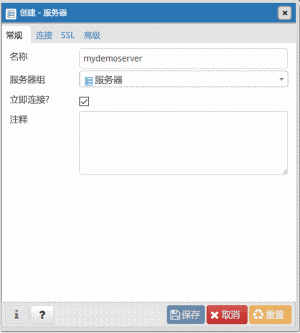 创建 - 服务器
常规 连接 SSL 高级
名称 mydemoserver
服务器组 服务器
立即连接?
注释
i ? 保存 取消 重置